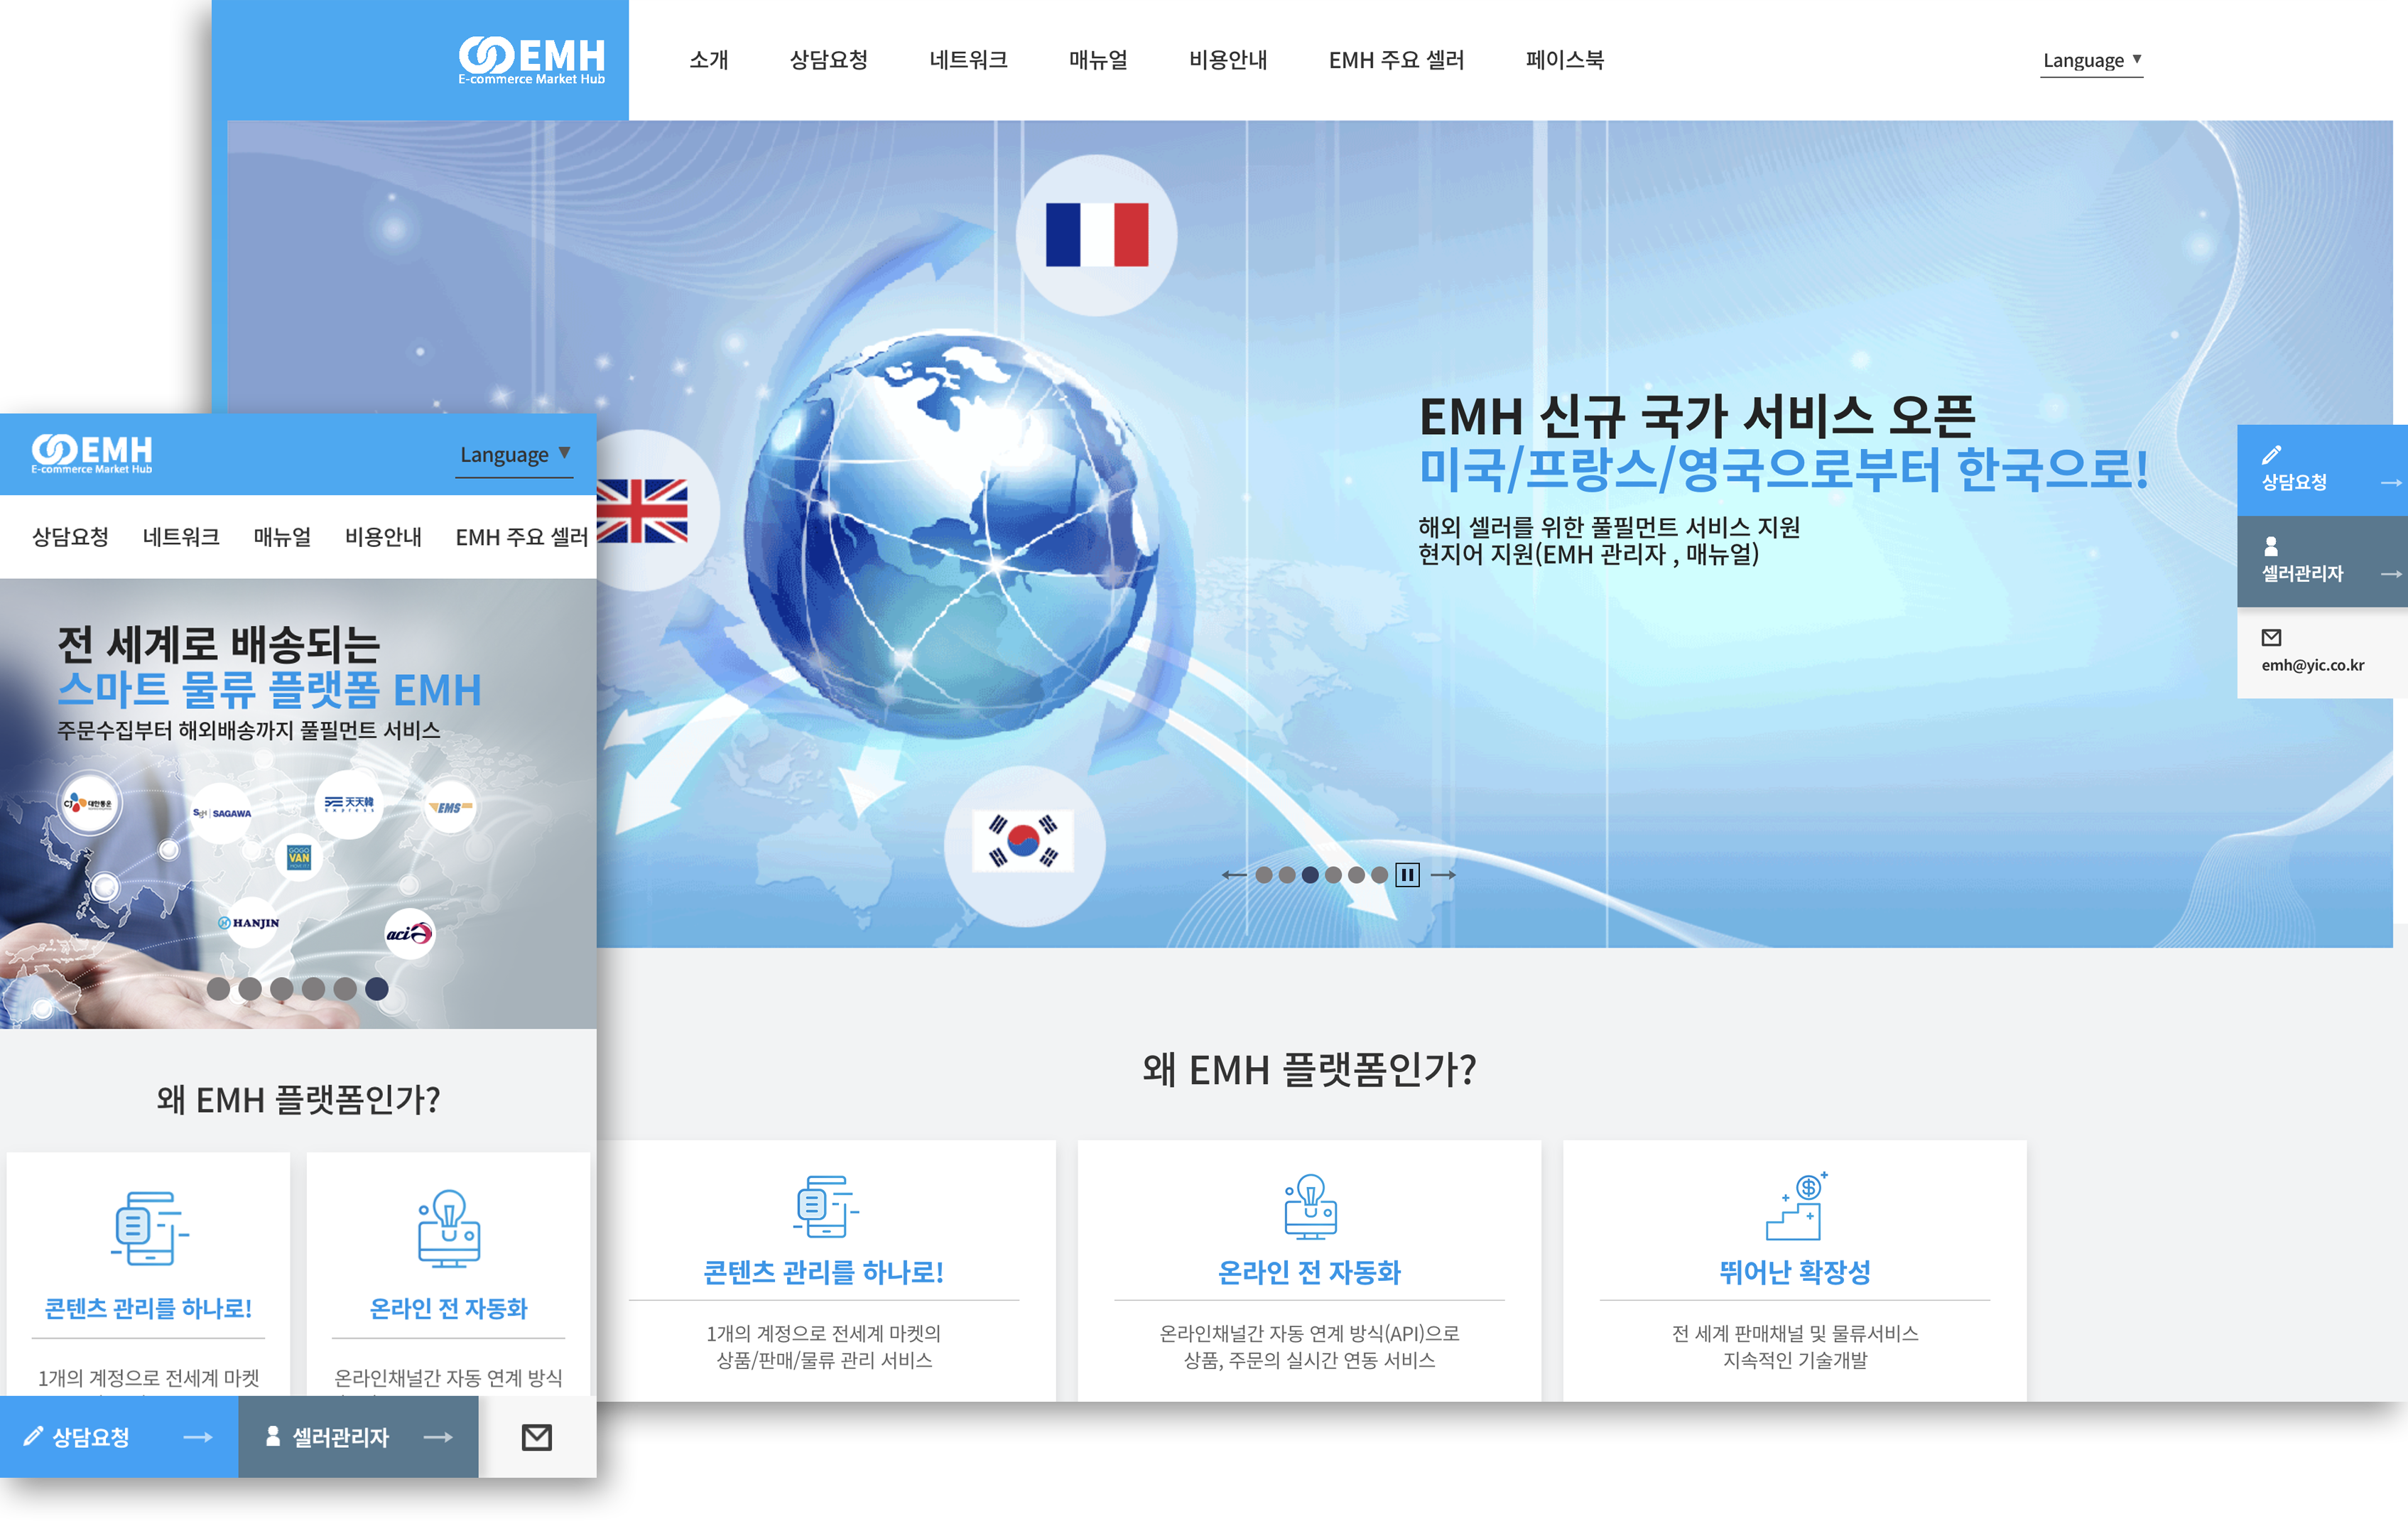 EMH
E-commerce Market Hub
소개 상담요청 네트워크 매뉴얼 비용안내 EMH 주요 셀러 페이스북
Language ▼
EMH 신규 국가 서비스 오픈
미국/프랑스/영국으로부터 한국으로!
해외 셀러를 위한 풀필먼트 서비스 지원
현지어 지원(EMH 관리자 , 매뉴얼)
상담요청
셀러관리자
emh@yic.co.kr
왜 EMH 플랫폼인가?
콘텐츠 관리를 하나로!
1개의 계정으로 전세계 마켓의
상품/판매/물류 관리 서비스
온라인 전 자동화
온라인채널간 자동 연계 방식(API)으로
상품, 주문의 실시간 연동 서비스
뛰어난 확장성
전 세계 판매채널 및 물류서비스
지속적인 기술개발
EMH
E-commerce Market Hub
Language ▼
상담요청 네트워크 매뉴얼 비용안내 EMH 주요 셀러
전 세계로 배송되는
스마트 물류 플랫폼 EMH
주문수집부터 해외배송까지 풀필먼트 서비스
CJ 대한통운
SAGAWA
天天韓
Express
EMS
GOGO
VAN
HANJIN
aci
왜 EMH 플랫폼인가?
콘텐츠 관리를 하나로!
1개의 계정으로 전세계 마켓
온라인 전 자동화
온라인채널간 자동 연계 방식
상담요청
셀러관리자